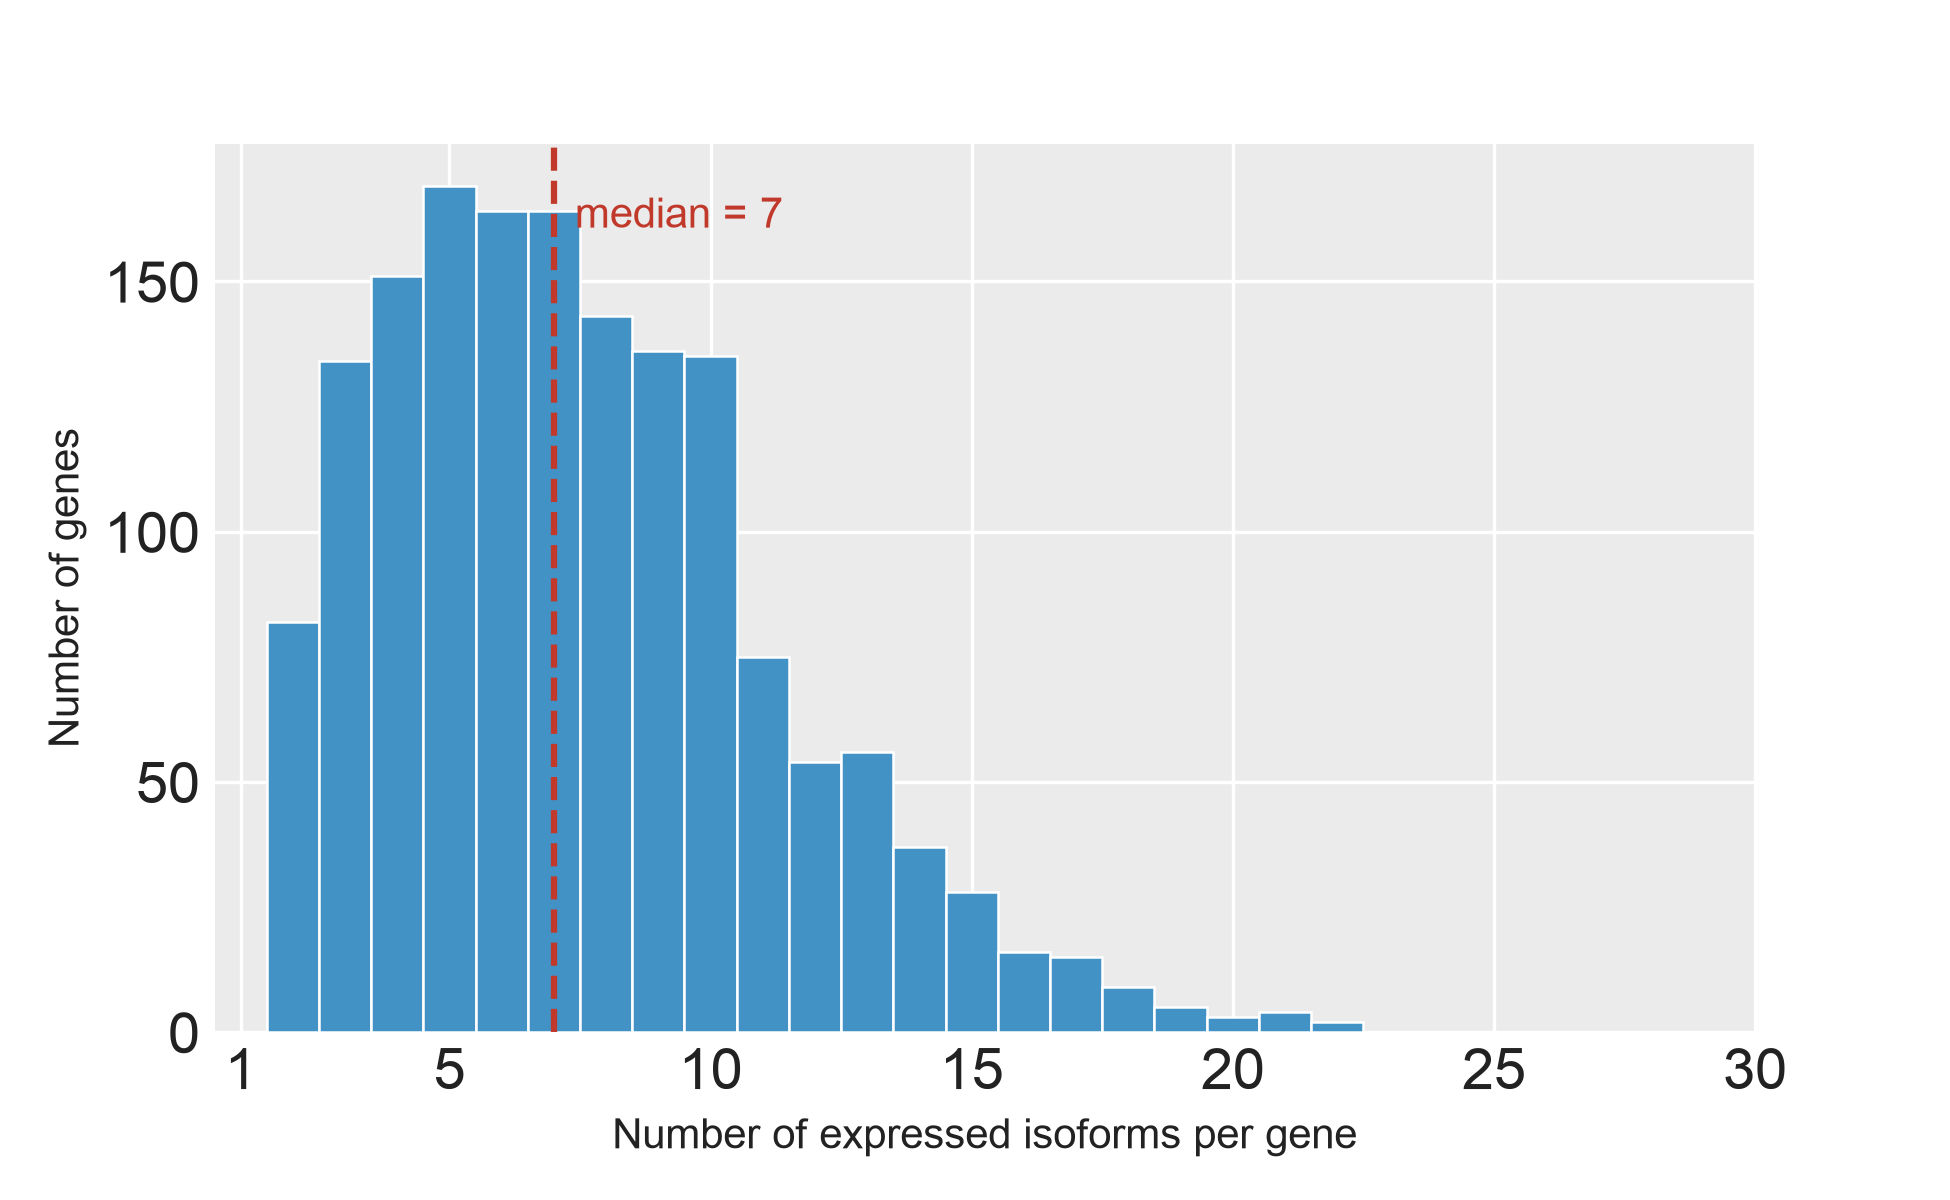 median = 7
150
100
50
0
Number of genes
1 5 10 15 20 25 30
Number of expressed isoforms per gene